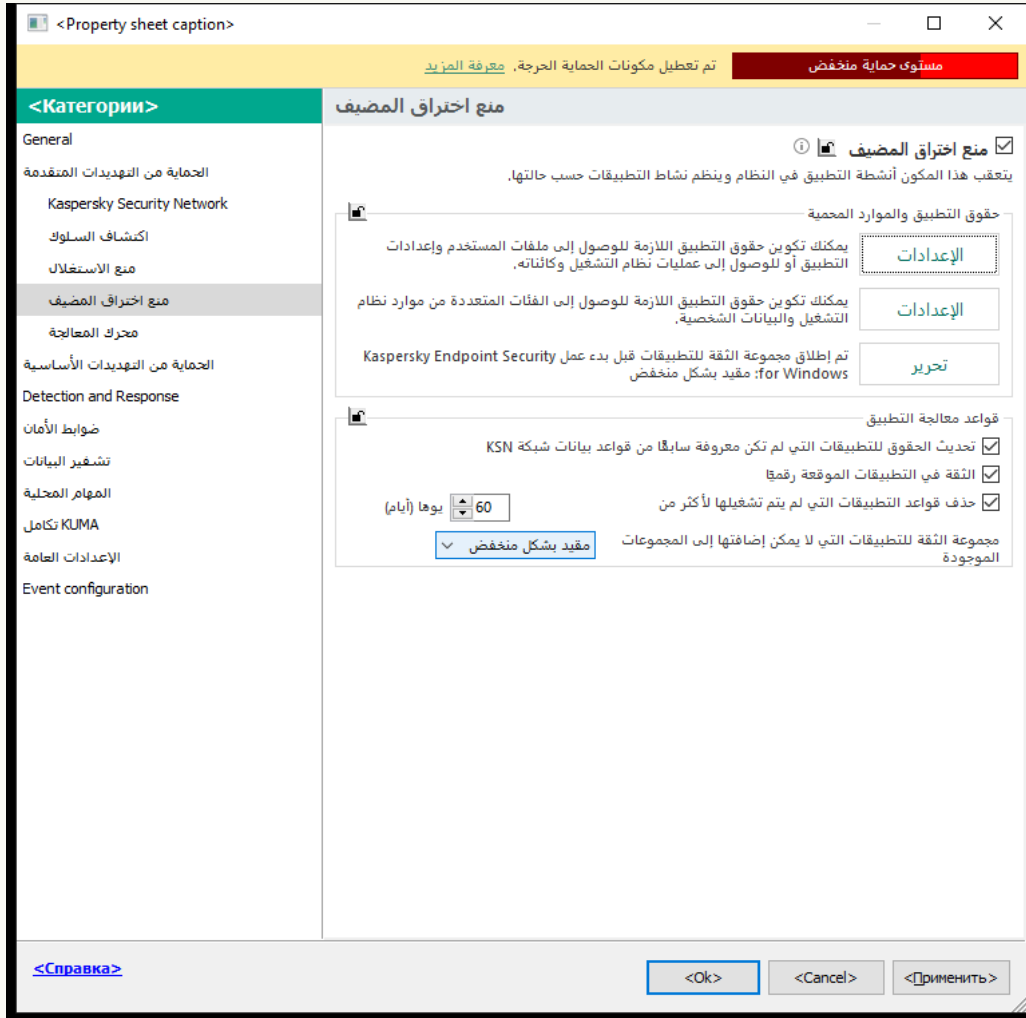 <Property sheet caption>
مستوى حماية منخفض
تم تعطيل مكونات الحماية الحرجة. معرفة المزيد
<Категории>
General
الحماية من التهديدات المتقدمة
Kaspersky Security Network
اكتشاف السلوك
منع الاستغلال
منع اختراق المضيف
محرك المعالجة
الحماية من التهديدات الأساسية
Detection and Response
ضوابط الأمان
تشفير البيانات
المهام المحلية
KUMA تكامل
الإعدادات العامة
Event configuration
منع اختراق المضيف
منع اختراق المضيف
يتعقب هذا المكون أنشطة التطبيق في النظام وينظم نشاط التطبيقات حسب حالتها.
حقوق التطبيق والموارد المحمية
الإعدادات
يمكنك تكوين حقوق التطبيق اللازمة للوصول إلى ملفات المستخدم وإعدادات
التطبيق أو للوصول إلى عمليات نظام التشغيل وكائناته.
الإعدادات
يمكنك تكوين حقوق التطبيق اللازمة للوصول إلى الفئات المتعددة من موارد نظام
التشغيل والبيانات الشخصية.
تحرير
تم إطلاق مجموعة الثقة للتطبيقات قبل بدء عمل Kaspersky Endpoint Security
for Windows: مقيد بشكل منخفض
قواعد معالجة التطبيق
تحديث الحقوق للتطبيقات التي لم تكن معروفة سابقًا من قواعد بيانات شبكة KSN
الثقة في التطبيقات الموقعة رقميًا
حذف قواعد التطبيقات التي لم يتم تشغيلها لأكثر من 60 يوها (أيام)
مجموعة الثقة للتطبيقات التي لا يمكن إضافتها إلى المجموعات
الموجودة
مقيد بشكل منخفض
<Справка>
<Ok>
<Cancel>
<Применить>